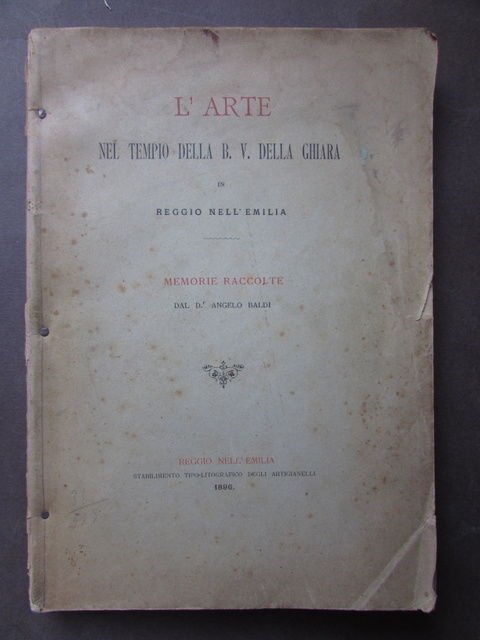 L' ARTE
NEL TEMPIO DELLA B. V. DELLA GHIARA
IN
REGGIO NELL'EMILIA
MEMORIE RACCOLTE
DAL D.r ANGELO BALDI
REGGIO NELL'EMILIA
STABILIMENTO TIPO-LITOGRAFICO DEGLI ARTIGIANELLI
1896.